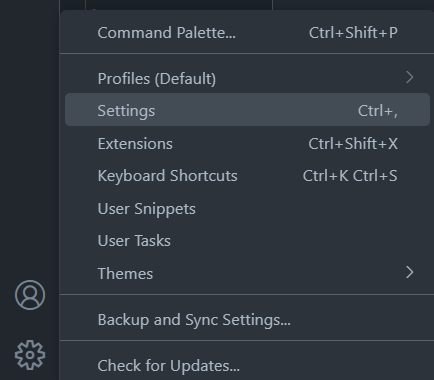 Command Palette... Ctrl+Shift+P
Profiles (Default)
Settings Ctrl+,
Extensions Ctrl+Shift+X
Keyboard Shortcuts Ctrl+K Ctrl+S
User Snippets
User Tasks
Themes
Backup and Sync Settings...
Check for Updates...